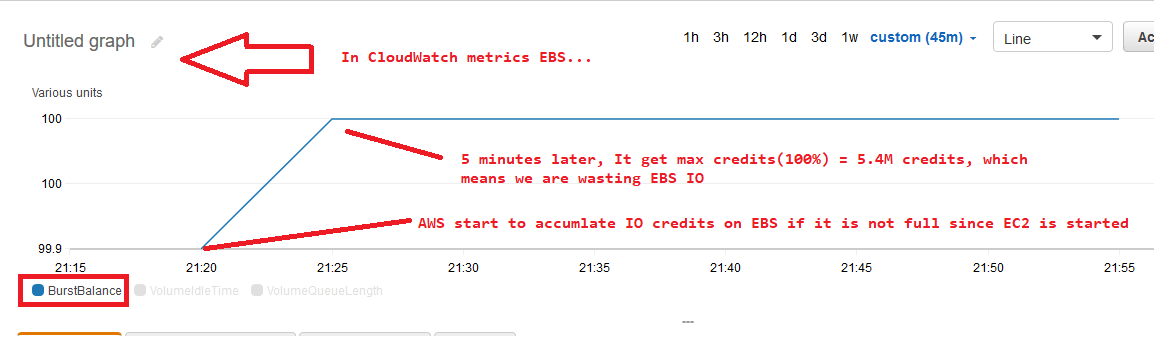 Untitled graph
In CloudWatch metrics EBS...
1h 3h 12h 1d 3d 1w custom (45m)
Line
Ac
Various units
100
5 minutes later, It get max credits(100%) = 5.4M credits, which
means we are wasting EBS IO
100
AWS start to accumlate IO credits on EBS if it is not full since EC2 is started
99.9
21:15 21:20 21:25 21:30 21:35 21:40 21:45 21:50 21:55
BurstBalance VolumeIdleTime VolumeQueueLength
---